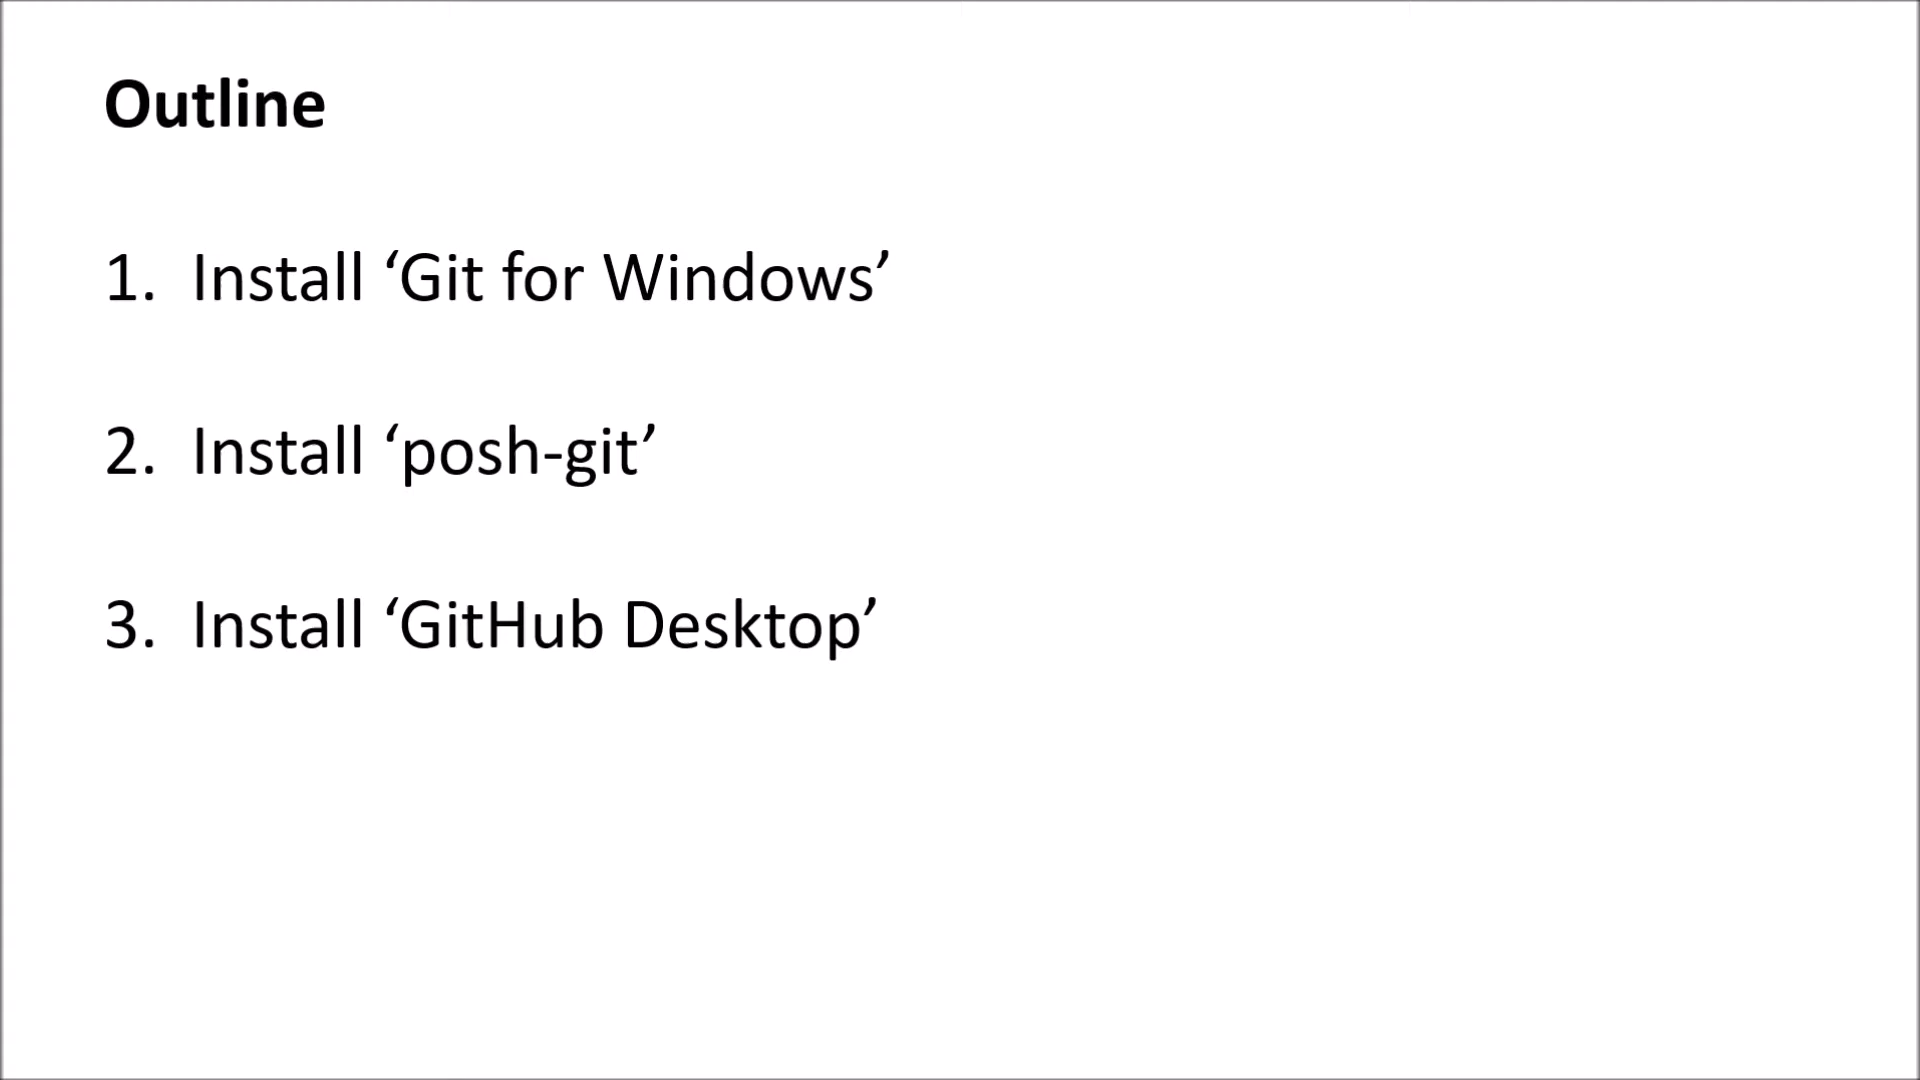 Outline
1. Install ‘Git for Windows’
2. Install ‘posh-git’
3. Install ‘GitHub Desktop’